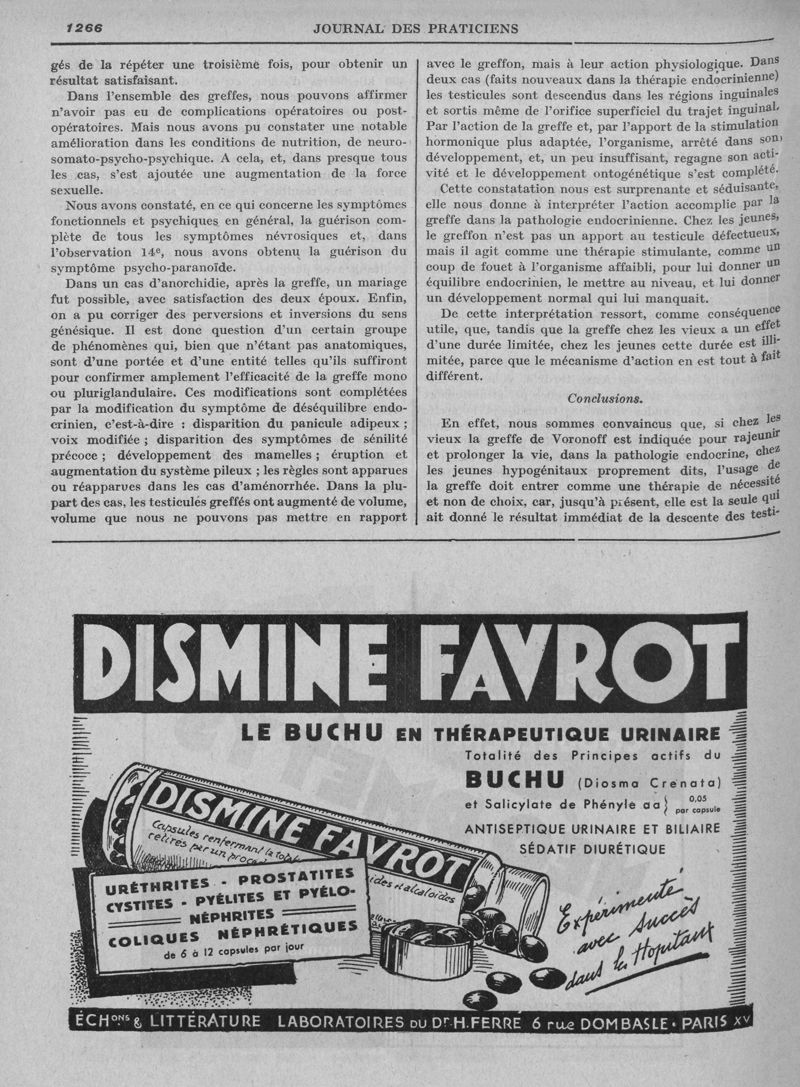 1266
JOURNAL DES PRATICIENS
gés de la répéter une troisième fois, pour obtenir un
résultat satisfaisant.
Dans l'ensemble des greffes, nous pouvons affirmer
n'avoir pas eu de complications opératoires ou post-
opératoires. Mais nous avons pu constater une notable
amélioration dans les conditions de nutrition, de neuro-
somato-psycho-psychique. A cela, et, dans presque tous
les cas, s'est ajoutée une augmentation de la force
sexuelle.
Nous avons constaté, en ce qui concerne les symptômes
fonctionnels et psychiques en général, la guérison com-
plète de tous les symptômes névrosiques et, dans
l'observation 14e, nous avons obtenu la guérison du
symptôme psycho-paranoïde.
Dans un cas d'anorchidie, après la greffe, un mariage
fut possible, avec satisfaction des deux époux. Enfin,
on a pu corriger des perversions et inversions du sens
génésique. Il est donc question d'un certain groupe
de phénomènes qui, bien que n'étant pas anatomiques,
sont d'une portée et d'une entité telles qu'ils suffiront
pour confirmer amplement l'efficacité de la greffe mono
ou pluriglandulaire. Ces modifications sont complétées
par la modification du symptôme de déséquilibre endo-
crinien, c'est-à-dire : disparition du panicule adipeux ;
voix modifiée ; disparition des symptômes de sénilité
précoce ; développement des mamelles ; éruption et
augmentation du système pileux ; les règles sont apparues
ou réapparues dans les cas d'aménorrhée. Dans la plu-
part des cas, les testicules greffés ont augmenté de volume,
volume que nous ne pouvons pas mettre en rapport
avec le greffon, mais à leur action physiologique. Dans
deux cas (faits nouveaux dans la thérapie endocrinienne)
les testicules sont descendus dans les régions inguinales
et sortis même de l'orifice superficiel du trajet inguinal.
Par l'action de la greffe et, par l'apport de la stimulation
hormonique plus adaptée, l'organisme, arrêté dans son
développement, et, un peu insuffisant, regagne son acti-
vité et le développement ontogénétique s'est complété.
Cette constatation nous est surprenante et séduisante,
elle nous donne à interpréter l'action accomplie par la
greffe dans la pathologie endocrinienne. Chez les jeunes,
le greffon n'est pas un apport au testicule défectueux,
mais il agit comme une thérapie stimulante, comme un
coup de fouet à l'organisme affaibli, pour lui donner un
équilibre endocrinien, le mettre au niveau, et lui donner
un développement normal qui lui manquait.
De cette interprétation ressort, comme conséquence
utile, que, tandis que la greffe chez les vieux a un effet
d'une durée limitée, chez les jeunes cette durée est illi-
mitée, parce que le mécanisme d'action en est tout à fait
différent.
Conclusions.
En effet, nous sommes convaincus que, si chez les
vieux la greffe de Voronoff est indiquée pour rajeunir
et prolonger la vie, dans la pathologie endocrine, chez
les jeunes hypogénitaux proprement dits, l'usage de
la greffe doit entrer comme une thérapie de nécessité
et non de choix, car, jusqu'à présent, elle est la seule qui
ait donné le résultat immédiat de la descente des testi-
DISMINE FAVROT
LE BUCHU EN THÉRAPEUTIQUE URINAIRE
Totalité des Principes actifs du
BUCHU (Diosma Crenata)
et Salicylate de Phényle aa} 0,05 par capsule
ANTISEPTIQUE URINAIRE ET BILIAIRE
SÉDATIF DIURÉTIQUE
DISMINE FAVROT
Capsules renfermant la
retirés par un
et alcaloïdes
URÉTHRITES - PROSTATITES
CYSTITES - PYÉLITES ET PYÉLO-
NÉPHRITES
COLIQUES NÉPHRÉTIQUES
de 6 à 12 capsules par jour
Expérimenté
avec Succès
dans les Hopitaux
ÉCHons & LITTÉRATURE LABORATOIRES DU Dr. H. FERRÉ 6 rue DOMBASLE • PARIS XV